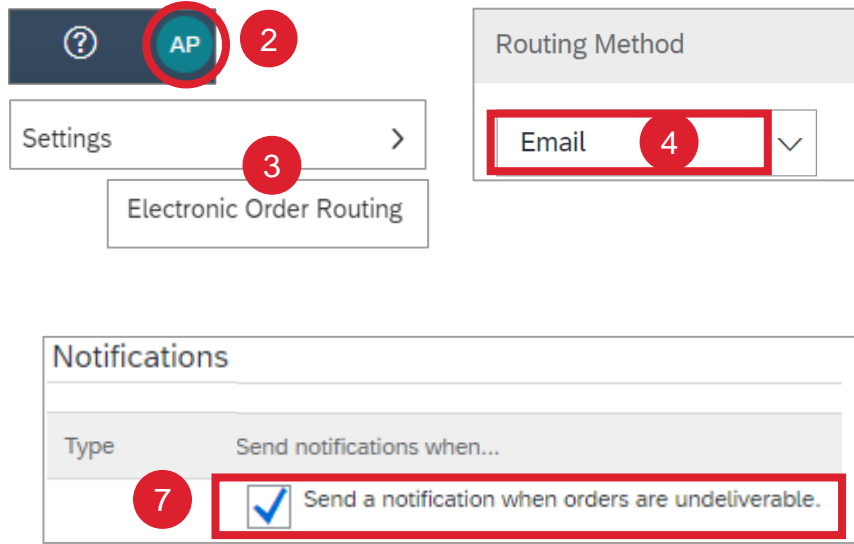 ? AP 2
Settings
3
Electronic Order Routing
Routing Method
Email 4
Notifications
Type Send notifications when...
7 Send a notification when orders are undeliverable.